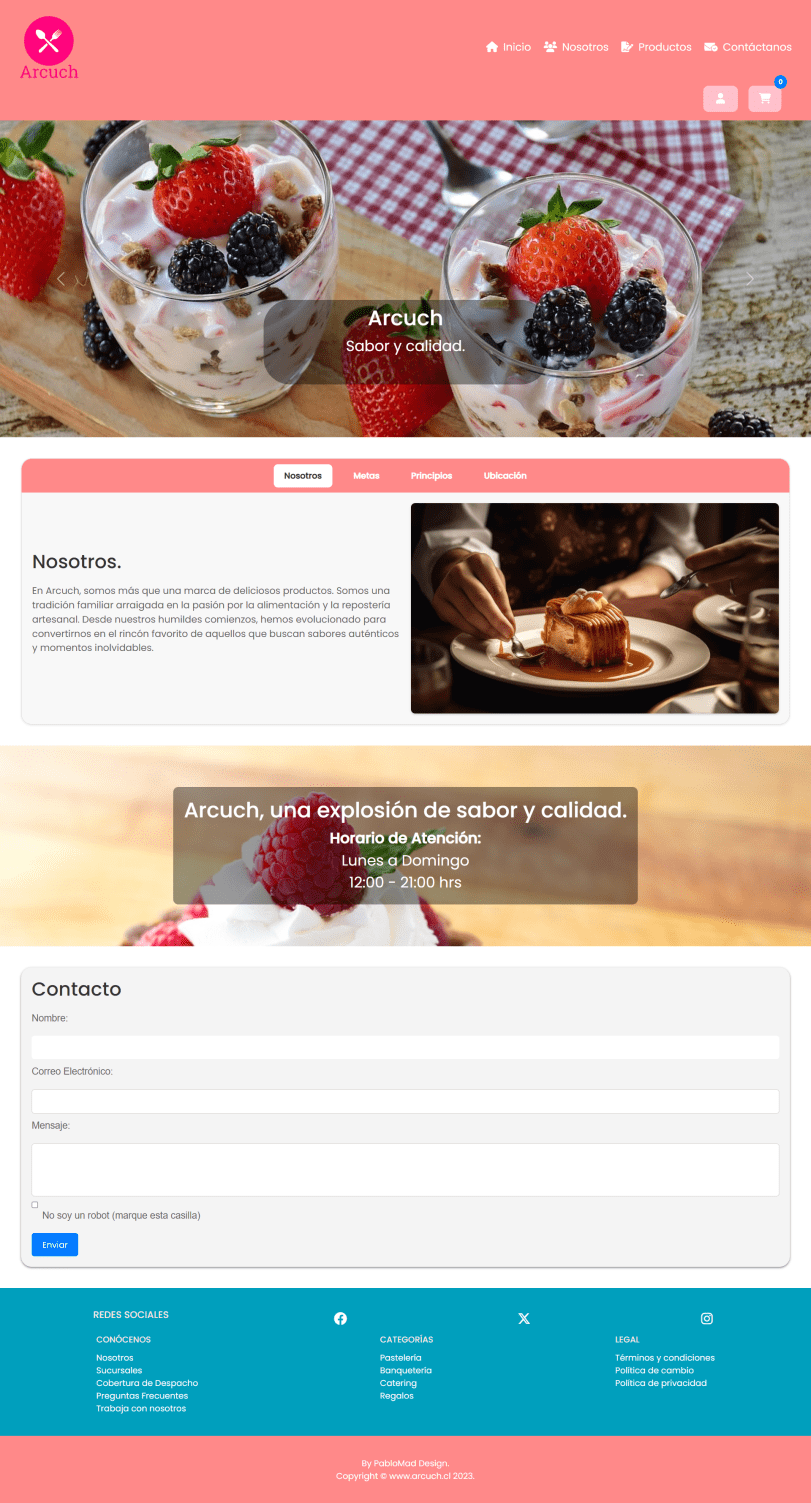 Arcuch
Inicio Nosotros Productos Contáctanos
0
Arcuch
Sabor y calidad.
Nosotros Metas Principios Ubicación
Nosotros.
En Arcuch, somos más que una marca de deliciosos productos. Somos una
tradición familiar arraigada en la pasión por la alimentación y la repostería
artesanal. Desde nuestros humildes comienzos, hemos evolucionado para
convertirnos en el rincón favorito de aquellos que buscan sabores auténticos
y momentos inolvidables.
Arcuch, una explosión de sabor y calidad.
Horario de Atención:
Lunes a Domingo
12:00 - 21:00 hrs
Contacto
Nombre:
Correo Electrónico:
Mensaje:
No soy un robot (marque esta casilla)
Enviar
REDES SOCIALES
CONÓCENOS
Nosotros
Sucursales
Cobertura de Despacho
Preguntas Frecuentes
Trabaja con nosotros
CATEGORÍAS
Pastelería
Banquetería
Catering
Regalos
LEGAL
Términos y condiciones
Política de cambio
Política de privacidad
By PabloMad Design.
Copyright © www.arcuch.cl 2023.